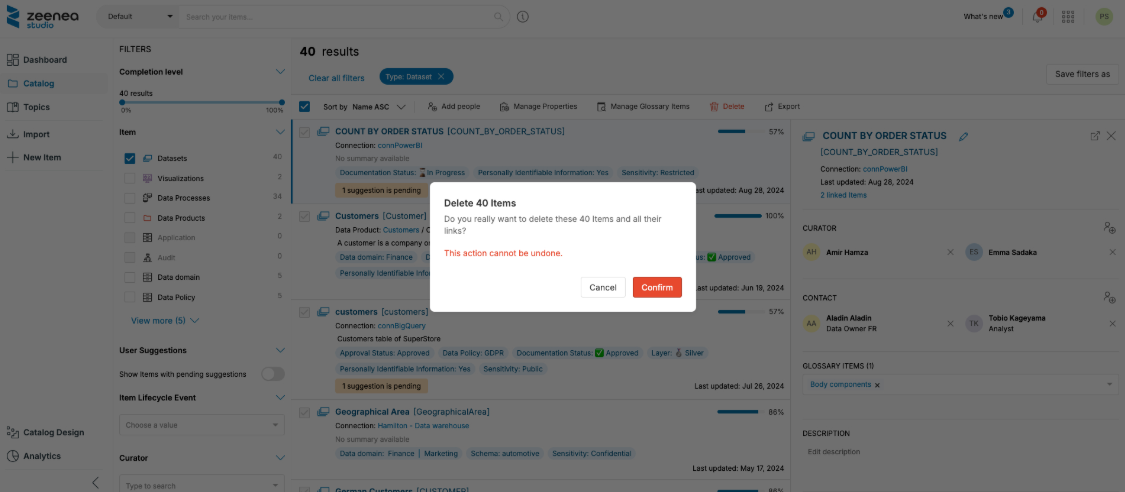 zeenea
studio
Default
Search your items...
What's new
3
8
PS
Dashboard
Catalog
Topics
Import
New Item
Catalog Design
Analytics
FILTERS
Completion level
40 results
0%
100%
Item
Datasets
40
Visualizations
2
Data Processes
34
Data Products
2
Application
0
Audit
0
Data domain
5
Data Policy
5
View more (5)
User Suggestions
Show Items with pending suggestions
Item Lifecycle Event
Choose a value
Curator
Type to search
40 results
Clear all filters
Type: Dataset
Save filters as
Sort by Name ASC
Add people
Manage Properties
Manage Glossary Items
Delete
Export
COUNT BY ORDER STATUS [COUNT_BY_ORDER_STATUS]
57%
Connection: connPowerBI
No summary available
Documentation Status: In Progress Personally Identifiable Information: Yes Sensitivity: Restricted
1 suggestion is pending
Last updated: Aug 28, 2024
Customers [Customer]
100%
Data Product: Customers / C
A customer is a company o
Data domain: Finance
Approved
Personally Identifiable Info
Last updated: Jun 19, 2024
Delete 40 Items
Do you really want to delete these 40 Items and all their
links?
This action cannot be undone.
Cancel
Confirm
customers [customers]
57%
Connection: connBigQuery
Customers table of SuperStore
Approval Status: Approved Data Policy: GDPR Documentation Status: Approved Layer: Silver
Personally Identifiable Information: Yes Sensitivity: Public
1 suggestion is pending
Last updated: Jul 26, 2024
Geographical Area [GeographicalArea]
86%
Connection: Hamilton - Data warehouse
No summary available
Data domain: Finance | Marketing Schema: automotive Sensitivity: Confidential
Last updated: May 17, 2024
German Customers [GERMAN_CUSTOMERS]
86%
COUNT BY ORDER STATUS
[COUNT_BY_ORDER_STATUS]
Connection: connPowerBI
Last updated: Aug 28, 2024
2 linked items
CURATOR
AH
Amir Hamza
ES
Emma Sadaka
CONTACT
AA
Aladin Aladin
Data Owner FR
TK
Tobio Kageyama
Analyst
GLOSSARY ITEMS (1)
Body components
DESCRIPTION
Edit description